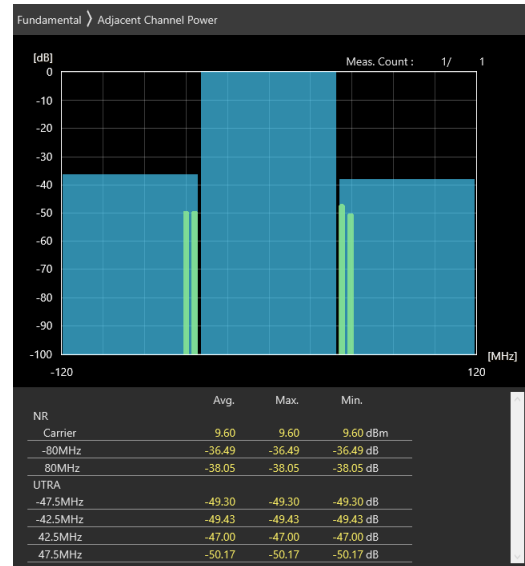 Fundamental 〉 Adjacent Channel Power
[dB]
Meas. Count : 1/ 1
0
-10
-20
-30
-40
-50
-60
-70
-80
-90
-100
[MHz]
-120 120
Avg. Max. Min.
NR
Carrier 9.60 9.60 9.60 dBm
-80MHz -36.49 -36.49 -36.49 dB
80MHz -38.05 -38.05 -38.05 dB
UTRA
-47.5MHz -49.30 -49.30 -49.30 dB
-42.5MHz -49.43 -49.43 -49.43 dB
42.5MHz -47.00 -47.00 -47.00 dB
47.5MHz -50.17 -50.17 -50.17 dB